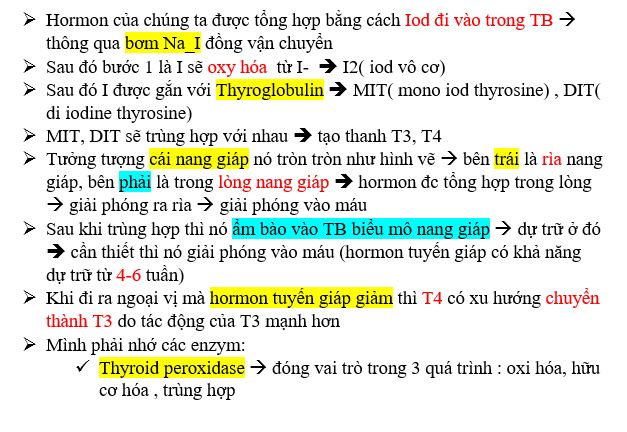 ➢ Hormon của chúng ta được tổng hợp bằng cách Iod đi vào trong TB →
thông qua bơm Na_I đồng vận chuyển
➢ Sau đó bước 1 là I sẽ oxy hóa từ I- ➔ I2( iod vô cơ)
➢ Sau đó I được gắn với Thyroglobulin ➔ MIT( mono iod thyrosine) , DIT(
di iodine thyrosine)
➢ MIT, DIT sẽ trùng hợp với nhau ➔ tạo thanh T3, T4
➢ Tưởng tượng cái nang giáp nó tròn tròn như hình vẽ → bên trái là rìa nang
giáp, bên phải là trong lòng nang giáp ➔ hormon đc tổng hợp trong lòng
→ giải phóng ra rìa → giải phóng vào máu
➢ Sau khi trùng hợp thì nó ẩm bào vào TB biểu mô nang giáp → dự trữ ở đó
➔ cần thiết thì nó giải phóng vào máu (hormon tuyến giáp có khả năng
dự trữ từ 4-6 tuần)
➢ Khi đi ra ngoại vị mà hormon tuyến giáp giảm thì T4 có xu hướng chuyển
thành T3 do tác động của T3 mạnh hơn
➢ Mình phải nhớ các enzym:
✓ Thyroid peroxidase → đóng vai trò trong 3 quá trình : oxi hóa, hữu
cơ hóa , trùng hợp